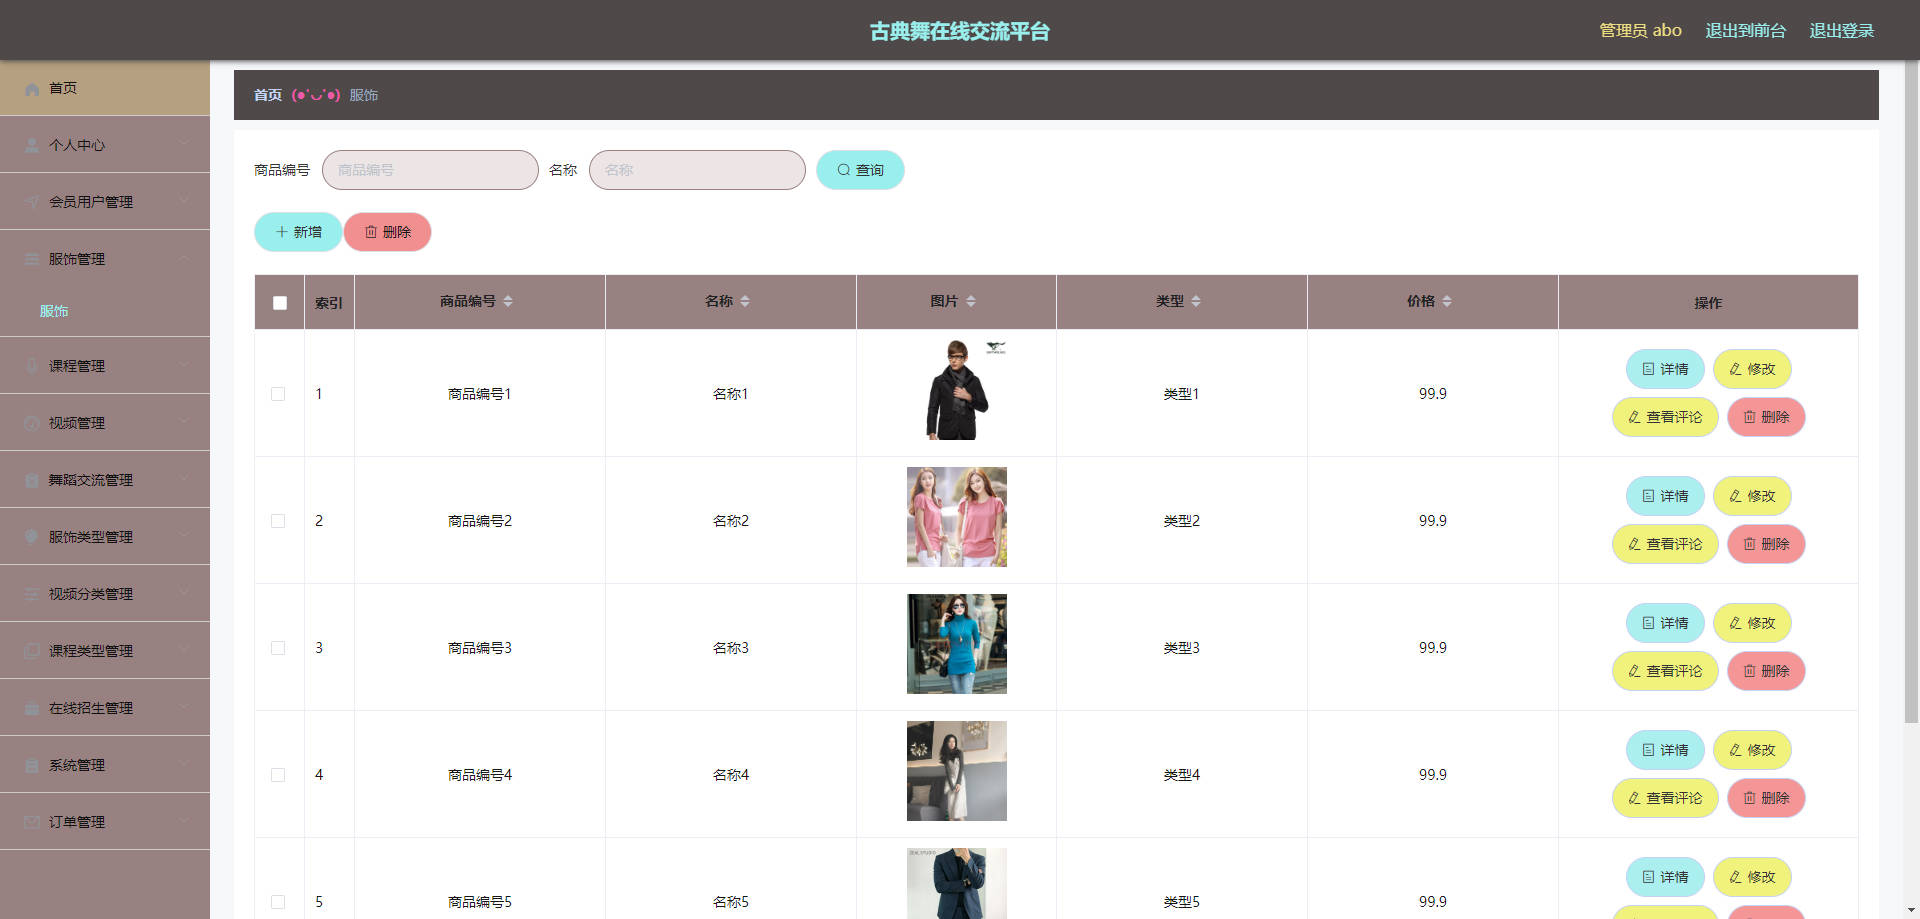 古典舞在线交流平台
管理员 abo 退出到前台 退出登录
首页
个人中心
会员用户管理
服饰管理
服饰
课程管理
视频管理
舞蹈交流管理
服饰类型管理
视频分类管理
课程类型管理
在线招生管理
系统管理
订单管理
首页 (●'◡'●) 服饰
商品编号 商品编号 名称 名称 查询
新增 删除
索引 商品编号 名称 图片 类型 价格 操作
1 商品编号1 名称1 类型1 99.9 详情 修改
查看评论 删除
2 商品编号2 名称2 类型2 99.9 详情 修改
查看评论 删除
3 商品编号3 名称3 类型3 99.9 详情 修改
查看评论 删除
4 商品编号4 名称4 类型4 99.9 详情 修改
查看评论 删除
5 商品编号5 名称5 类型5 99.9 详情 修改